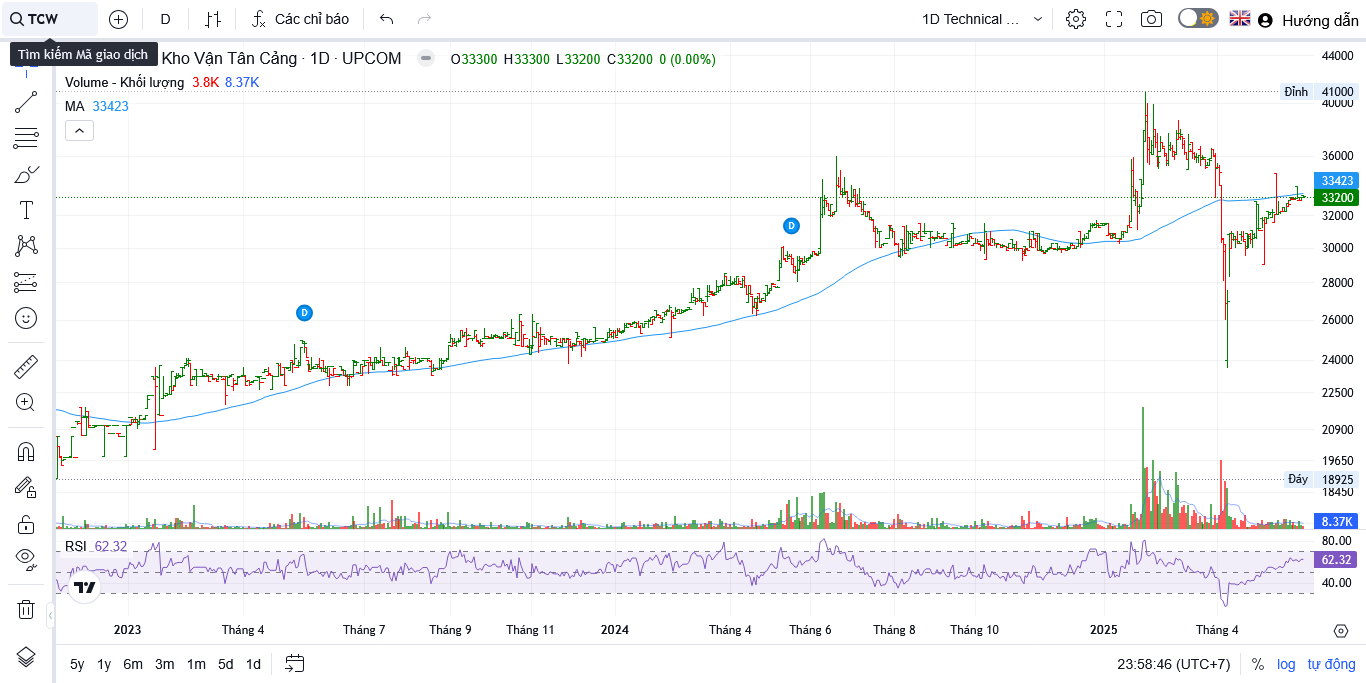 TCW
D
Các chỉ báo
1D Technical ...
Hướng dẫn
Tìm kiếm Mã giao dịch
Kho Vận Tân Cảng · 1D · UPCOM
O33300 H33300 L33200 C33200 0 (0.00%)
Volume - Khối lượng 3.8K 8.37K
MA 33423
44000
Đỉnh 41000
40000
36000
33423
33200
32000
30000
28000
26000
24000
22500
20900
19650
Đáy 18925
18450
8.37K
D
D
RSI 62.32
80.00
62.32
40.00
2023
Tháng 4
Tháng 7
Tháng 9
Tháng 11
2024
Tháng 4
Tháng 6
Tháng 8
Tháng 10
2025
Tháng 4
5y 1y 6m 3m 1m 5d 1d
23:58:46 (UTC+7)
% log tự động